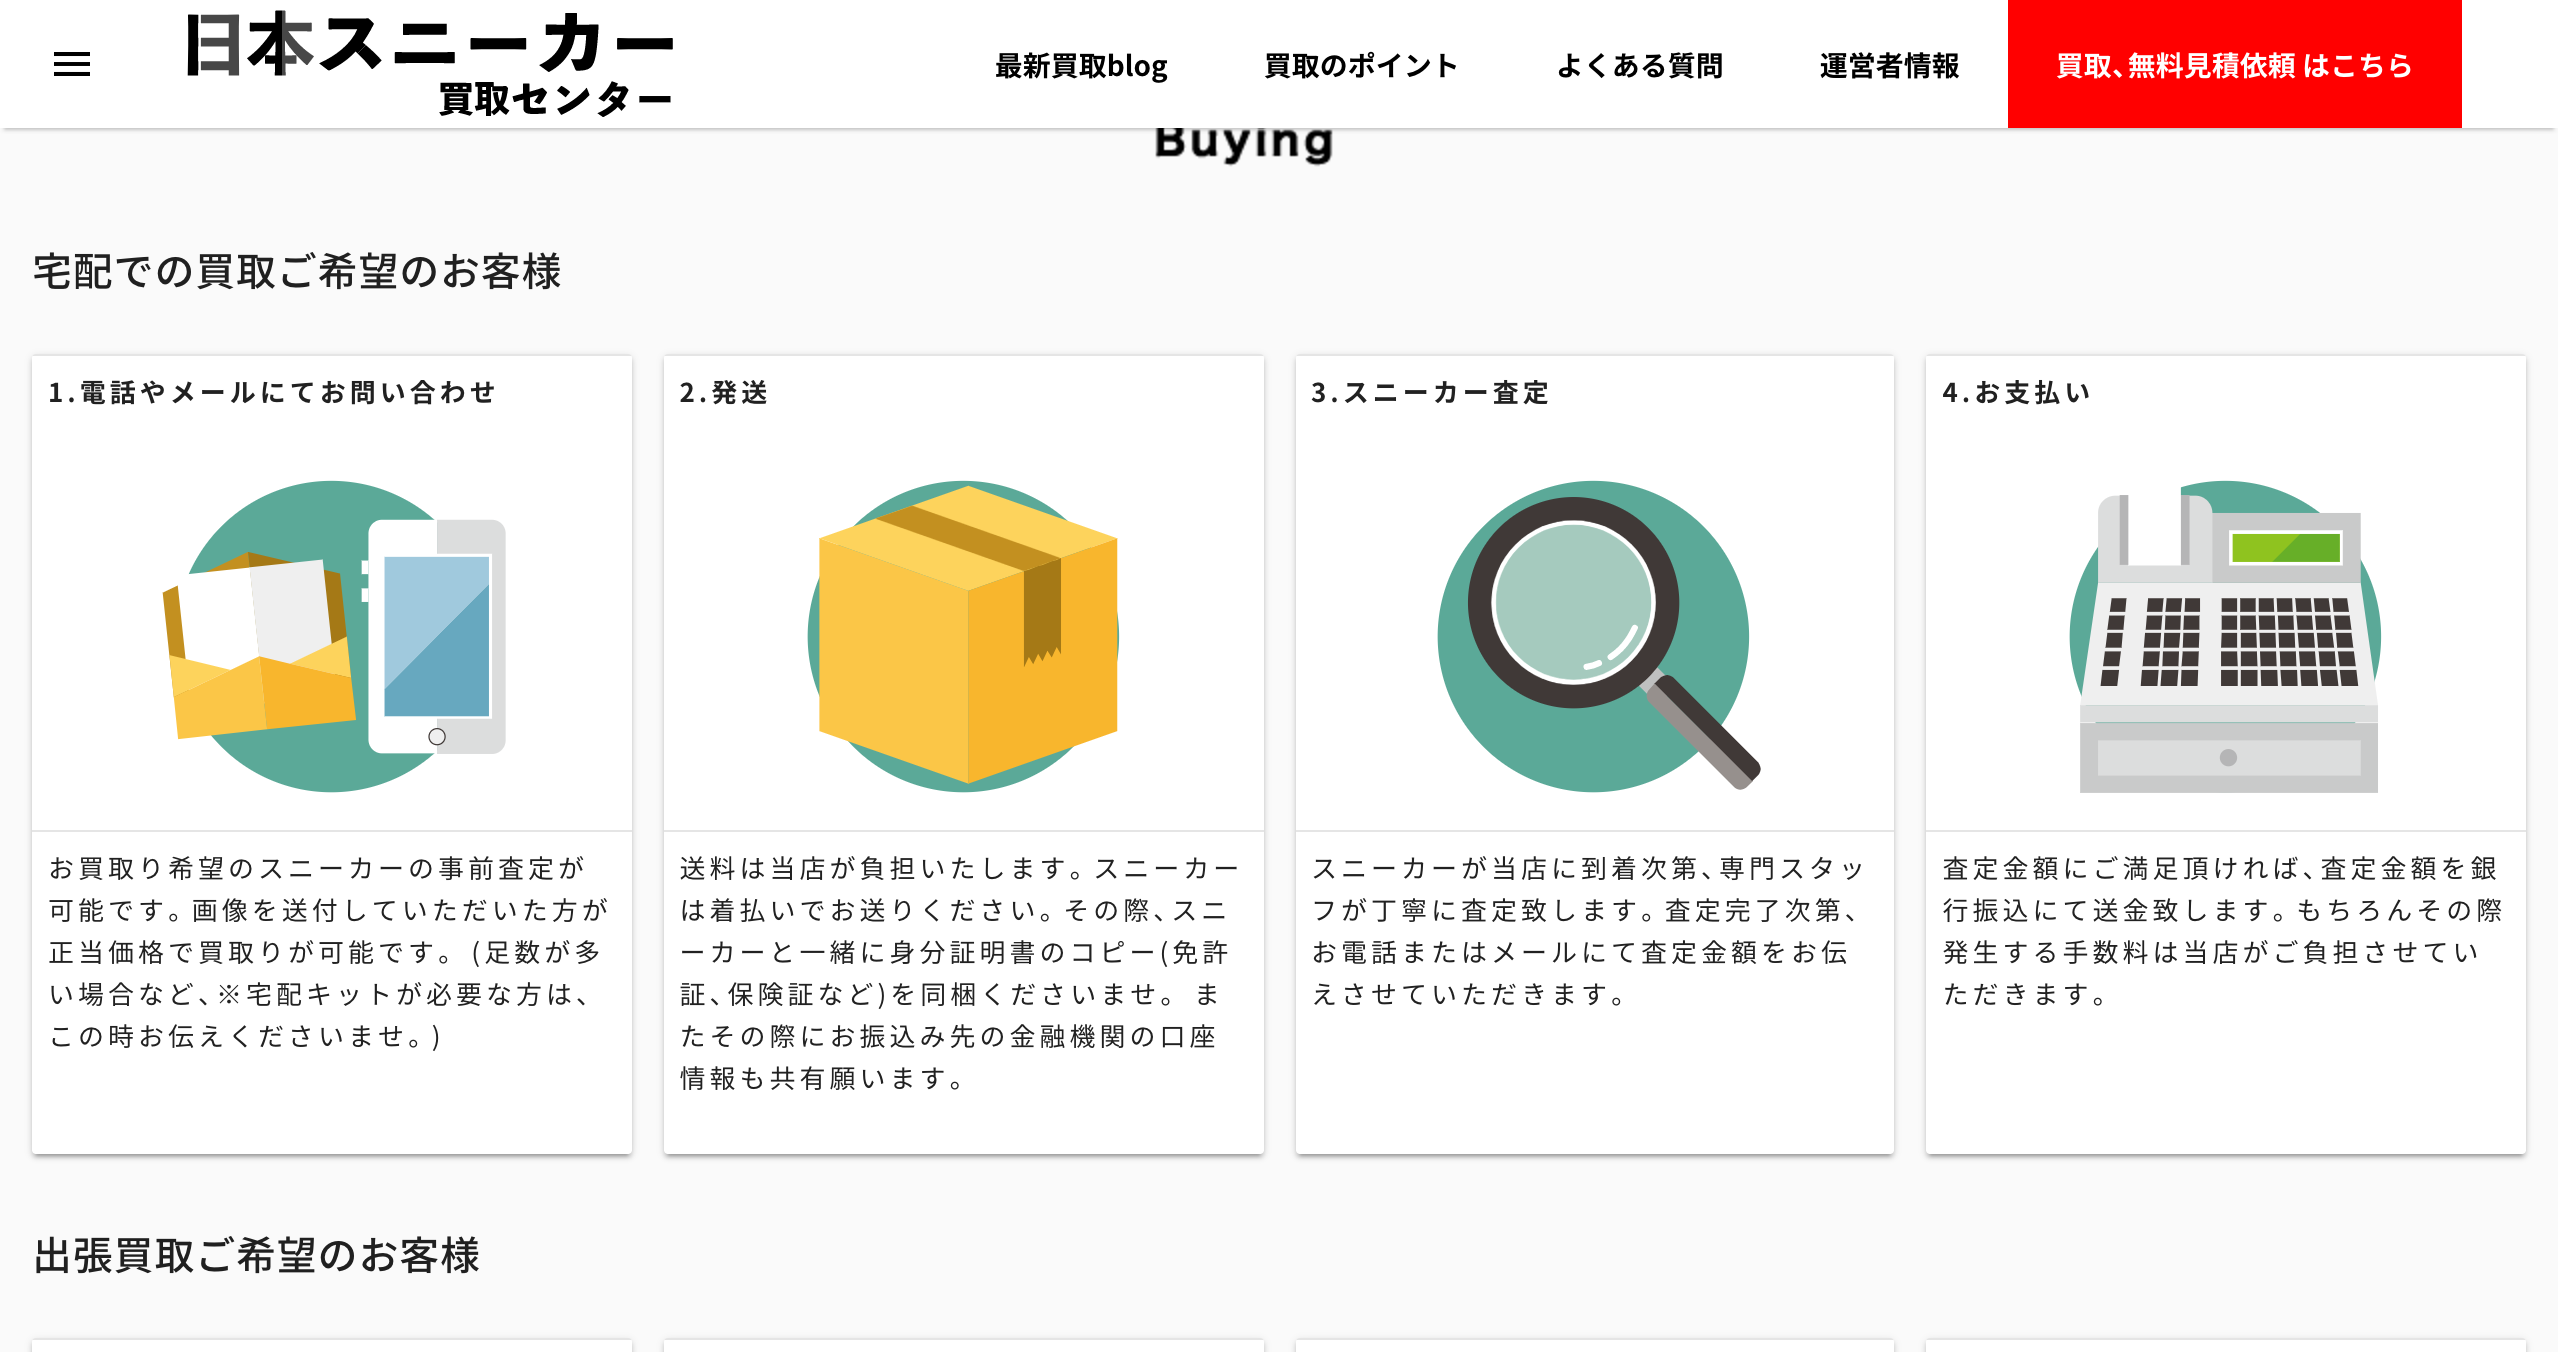 日本スニーカー
買取センター
最新買取blog
買取のポイント
よくある質問
運営者情報
買取、無料見積依頼 はこちら
Buying
宅配での買取ご希望のお客様
1.電話やメールにてお問い合わせ
お買取り希望のスニーカーの事前査定が
可能です。画像を送付していただいた方が
正当価格で買取りが可能です。(足数が多
い場合など、※宅配キットが必要な方は、
この時お伝えくださいませ。)
2.発送
送料は当店が負担いたします。スニーカー
は着払いでお送りください。その際、スニ
ーカーと一緒に身分証明書のコピー(免許
証、保険証など)を同梱くださいませ。 ま
たその際にお振込み先の金融機関の口座
情報も共有願います。
3.スニーカー査定
スニーカーが当店に到着次第、専門スタッ
フが丁寧に査定致します。査定完了次第、
お電話またはメールにて査定金額をお伝
えさせていただきます。
4.お支払い
査定金額にご満足頂ければ、査定金額を銀
行振込にて送金致します。もちろんその際
発生する手数料は当店がご負担させてい
ただきます。
出張買取ご希望のお客様